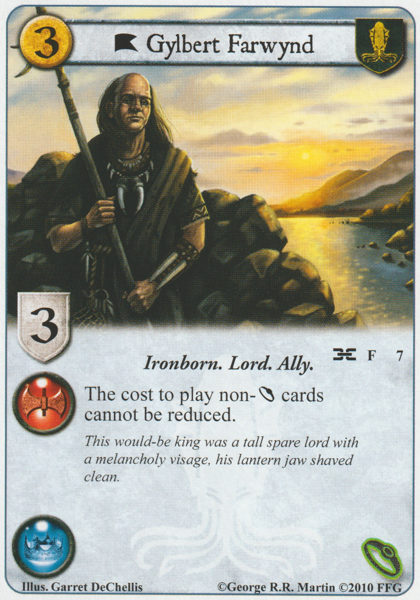 3
Gylbert Farwynd
3
Ironborn. Lord. Ally.
F 7
The cost to play non- cards
cannot be reduced.
This would-be king was a tall spare lord with
a melancholy visage, his lantern jaw shaved
clean.
Illus. Garret DeChellis
©George R.R. Martin ©2010 FFG